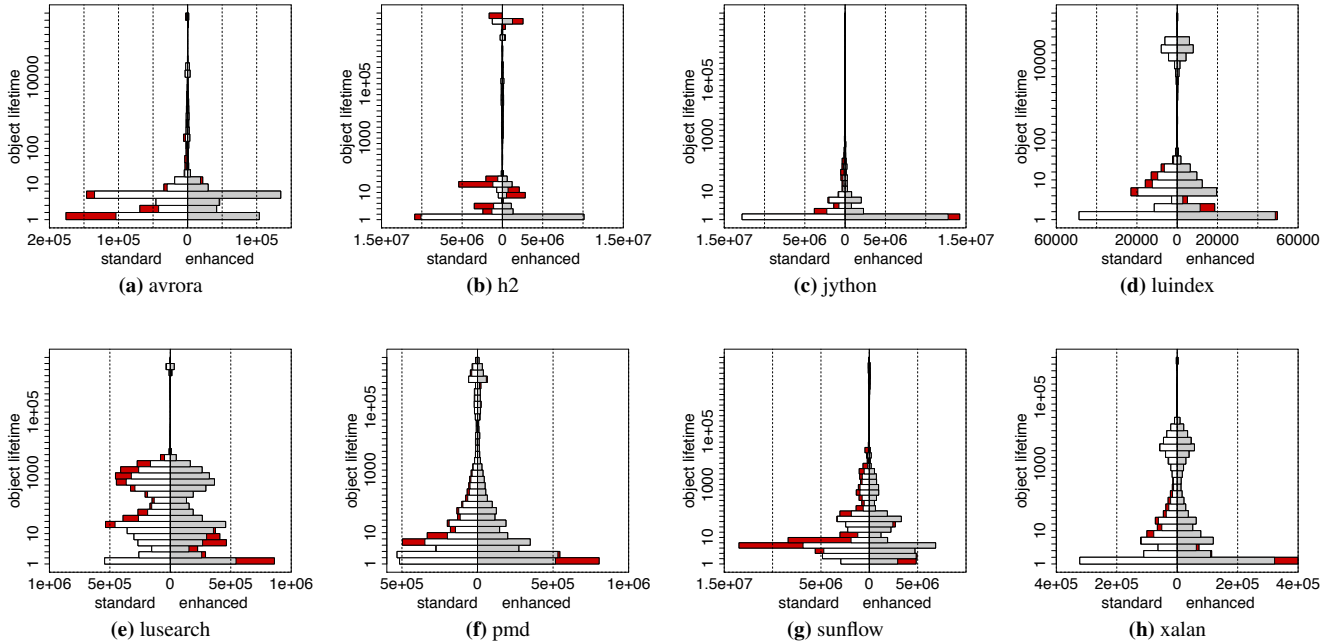 object lifetime
10000
100
10
1
2e+05
1e+05
0
1e+05
standard
enhanced
(a) avrora
object lifetime
1e+05
1000
10
1
1.5e+07
5e+06
0
5e+06
1.5e+07
standard
enhanced
(b) h2
object lifetime
1e+05
1000
10
1
1.5e+07
5e+06
0
5e+06
1.5e+07
standard
enhanced
(c) jython
object lifetime
10000
100
10
1
60000
20000
0
20000
60000
standard
enhanced
(d) luindex
object lifetime
1e+05
1000
10
1
1e+06
5e+05
0
5e+05
1e+06
standard
enhanced
(e) lusearch
object lifetime
1e+05
1000
10
1
5e+05
0
5e+05
1e+06
standard
enhanced
(f) pmd
object lifetime
1e+05
1000
10
1
1.5e+07
5e+06
0
5e+06
standard
enhanced
(g) sunflow
object lifetime
1e+05
1000
10
1
4e+05
2e+05
0
2e+05
4e+05
standard
enhanced
(h) xalan